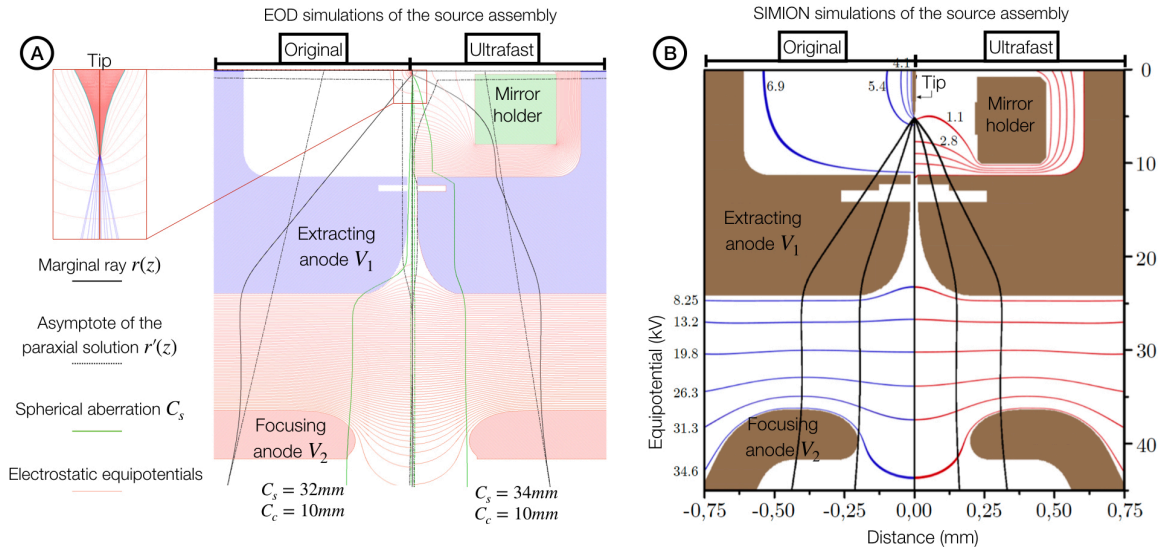 EOD simulations of the source assembly
A
Original
Ultrafast
Tip
Mirror
holder
Extracting
anode V₁
Marginal ray r(z)
Asymptote of the
paraxial solution r′(z)
Spherical aberration Cₛ
Electrostatic equipotentials
Focusing
anode V₂
Cₛ = 32mm
C_c = 10mm
Cₛ = 34mm
C_c = 10mm
SIMION simulations of the source assembly
B
Original
Ultrafast
4.1
6.9
5.4
Tip
1.1
2.8
Mirror
holder
Extracting
anode V₁
Focusing
anode V₂
Equipotential (kV)
8.25
13.2
19.8
26.3
31.3
34.6
0
10
20
30
40
-0,75
-0,50
-0,25
0,00
0,25
0,50
0,75
Distance (mm)